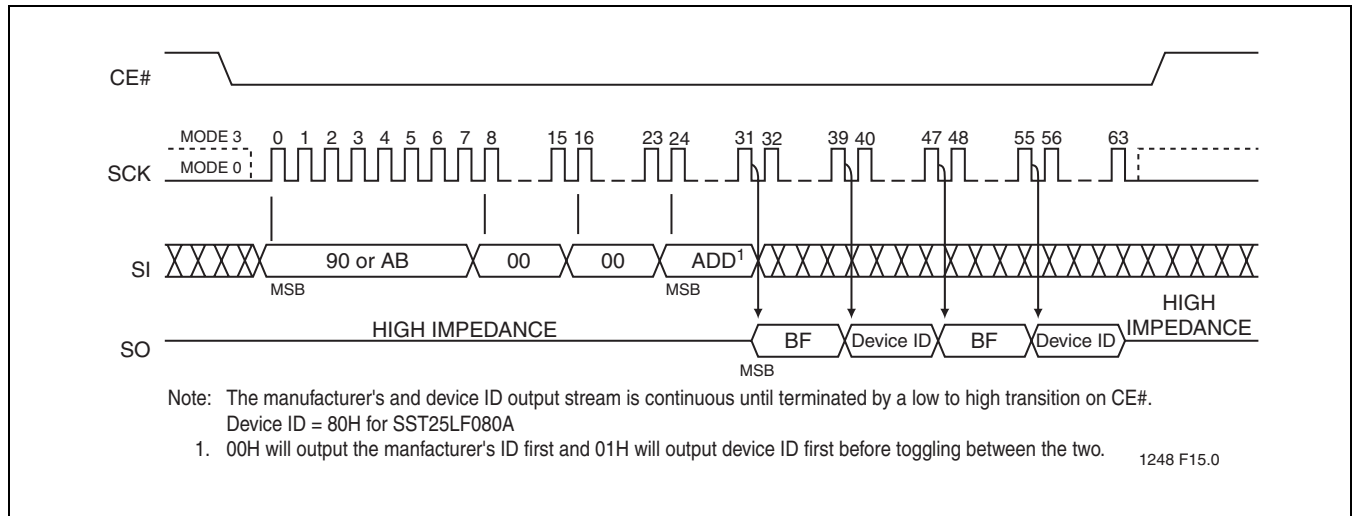 CE#
MODE 3
0 1 2 3 4 5 6 7 8 15 16 23 24 31 32 39 40 47 48 55 56 63
MODE 0
SCK
SI
90 or AB 00 00 ADD1
MSB MSB
HIGH
HIGH IMPEDANCE
IMPEDANCE
SO
BF Device ID BF Device ID
MSB
Note: The manufacturer's and device ID output stream is continuous until terminated by a low to high transition on CE#.
Device ID = 80H for SST25LF080A
1. 00H will output the manfacturer's ID first and 01H will output device ID first before toggling between the two.
1248 F15.0